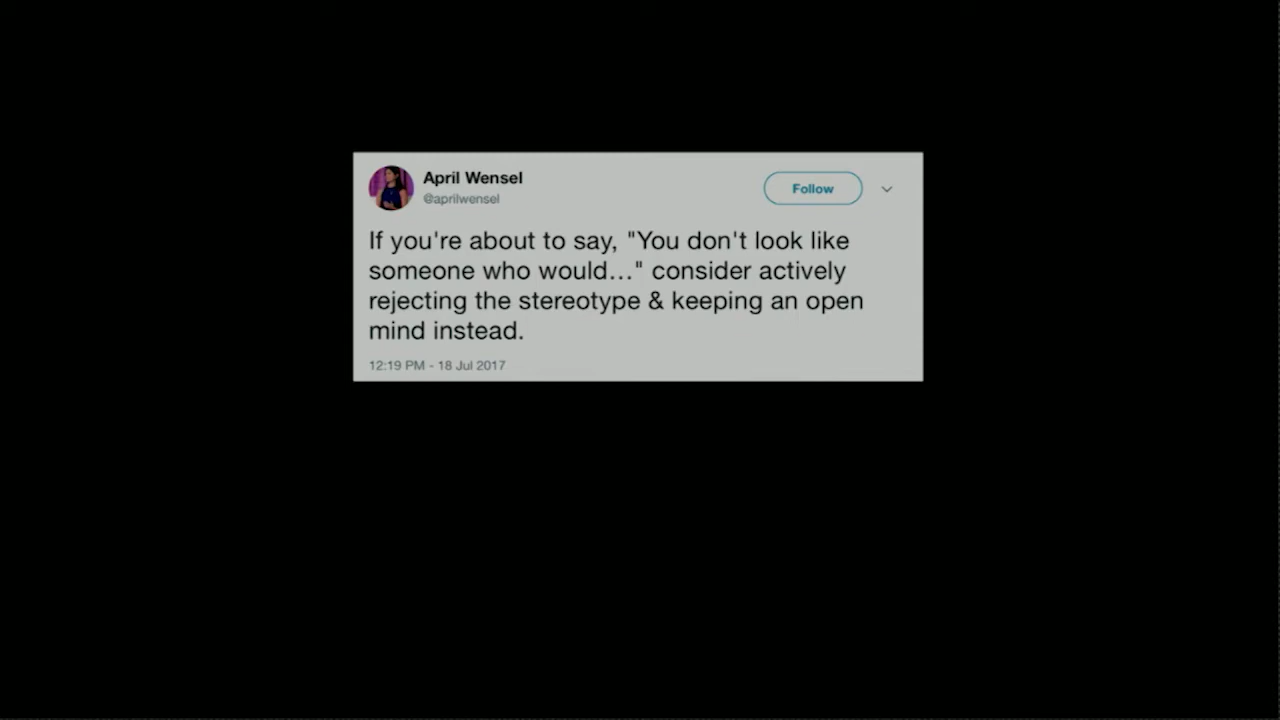 April Wensel
@aprilwensel
Follow
If you're about to say, "You don't look like
someone who would…" consider actively
rejecting the stereotype & keeping an open
mind instead.
12:19 PM - 18 Jul 2017